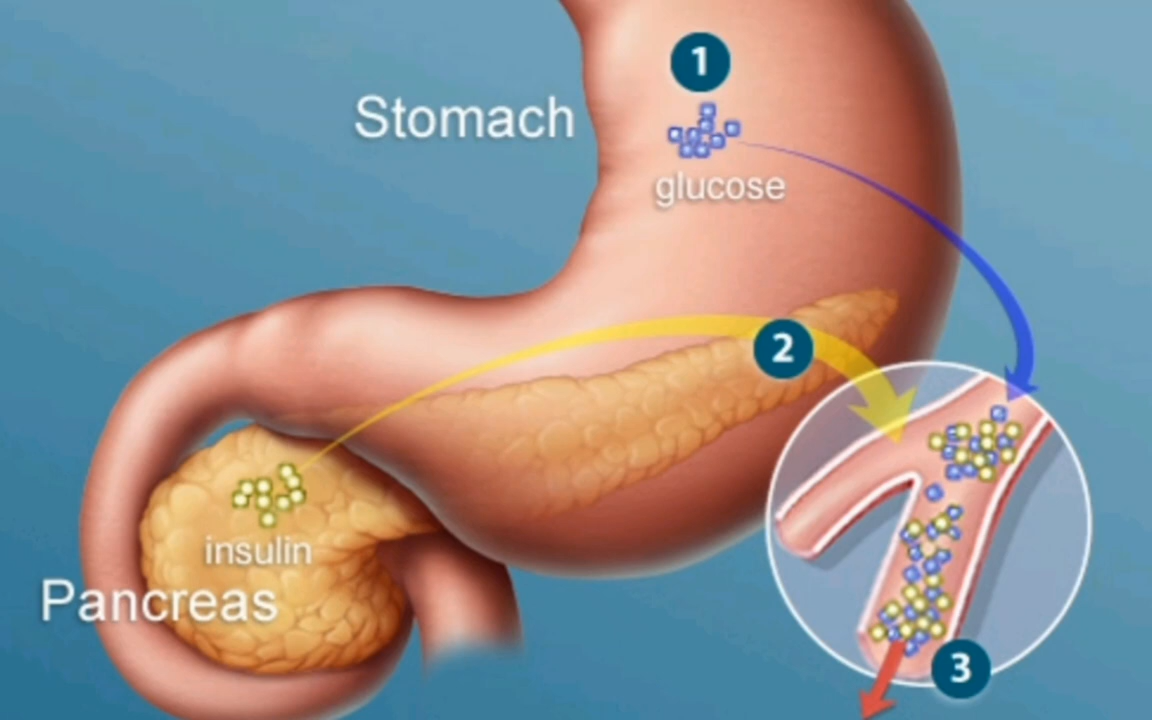 1
Stomach
glucose
2
insulin
Pancreas
3